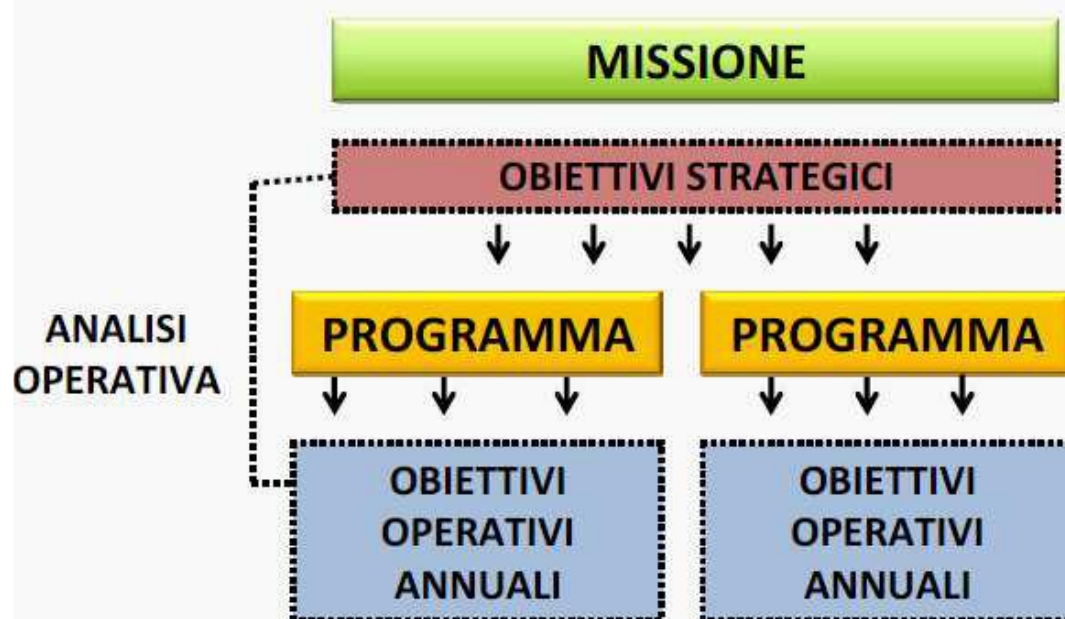 MISSIONE
OBIETTIVI STRATEGICI
PROGRAMMA
PROGRAMMA
ANALISI
OPERATIVA
OBIETTIVI
OPERATIVI
ANNUALI
OBIETTIVI
OPERATIVI
ANNUALI